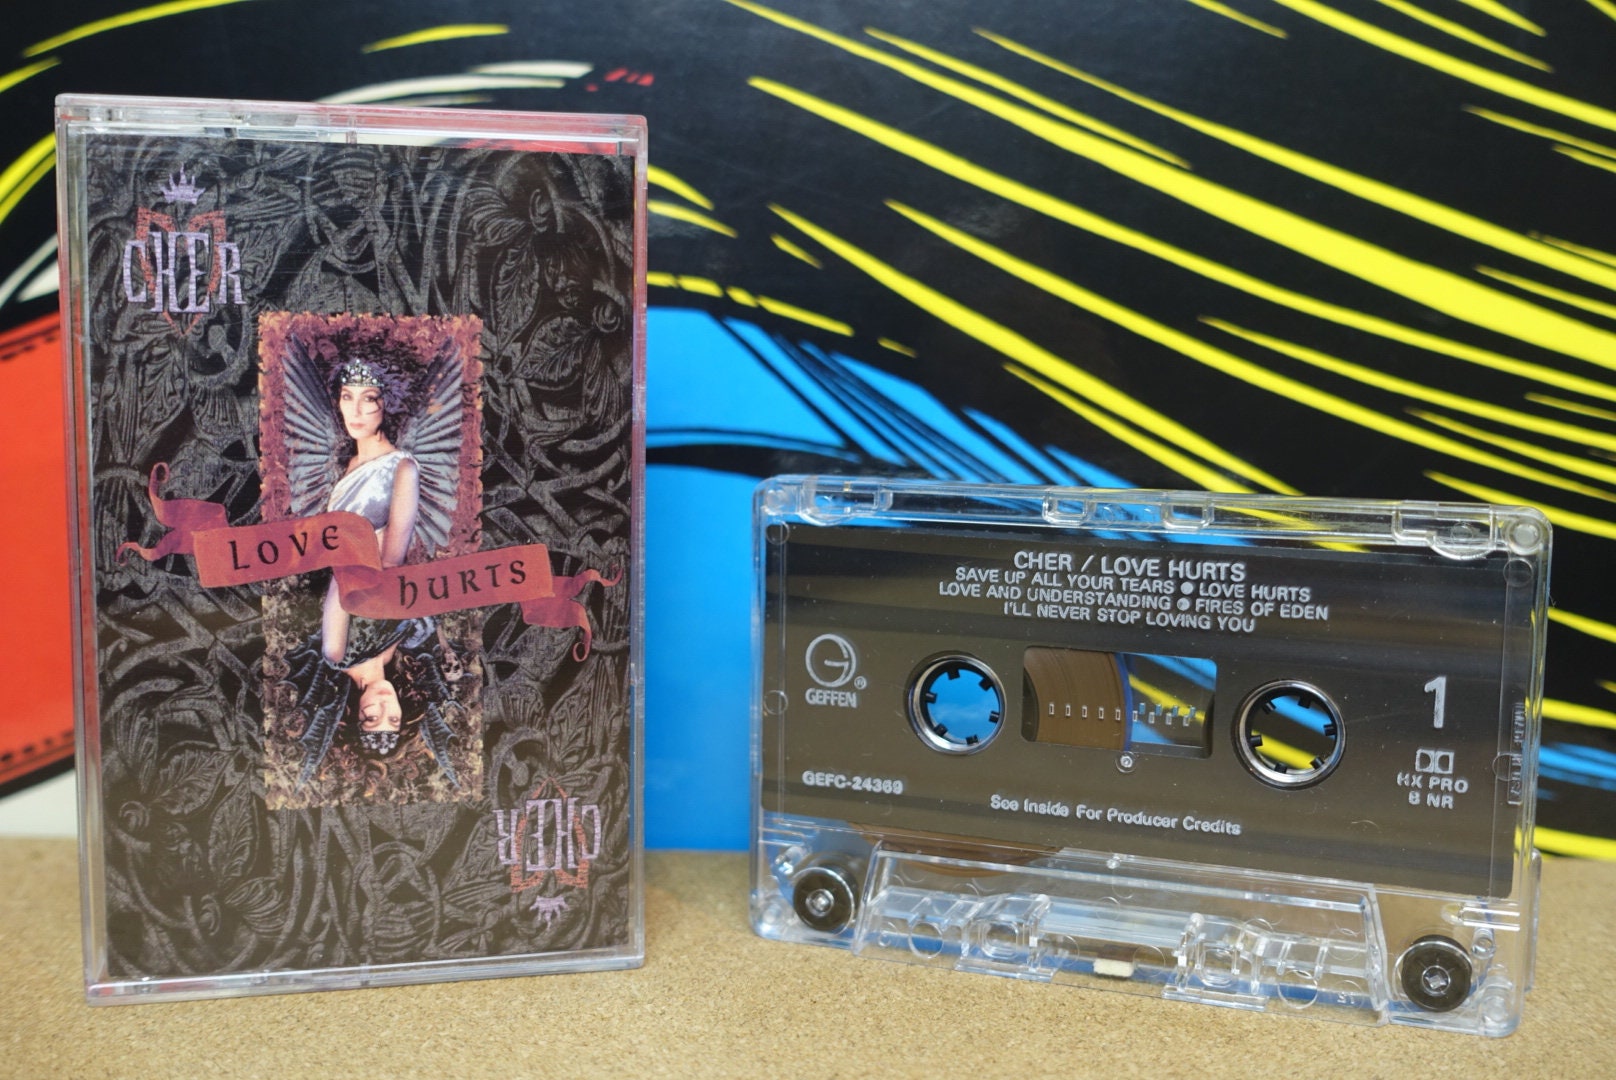 CHER
LOVE
HURTS
CHER
CHER / LOVE HURTS
SAVE UP ALL YOUR TEARS ● LOVE HURTS
LOVE AND UNDERSTANDING ● FIRES OF EDEN
I'LL NEVER STOP LOVING YOU
G
GEFFEN ®
1
HX PRO
B NR
GEFC-24369
See Inside For Producer Credits